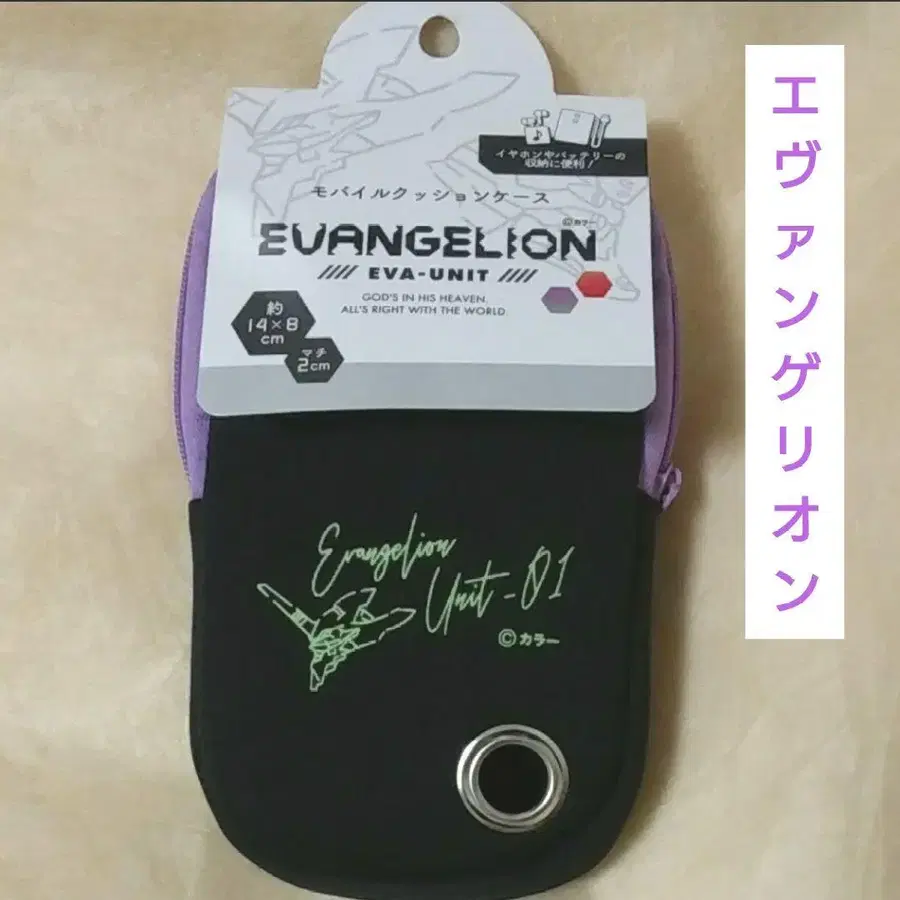 イヤホンやバッテリーの
収納に便利!
モバイルクッションケース
©カラー
EVANGELION
//// EVA-UNIT ////
GOD'S IN HIS HEAVEN.
ALL'S RIGHT WITH THE WORLD.
約
14×8
cm
マチ
2cm
Evangelion
Unit-01
©カラー
エヴァンゲリオン